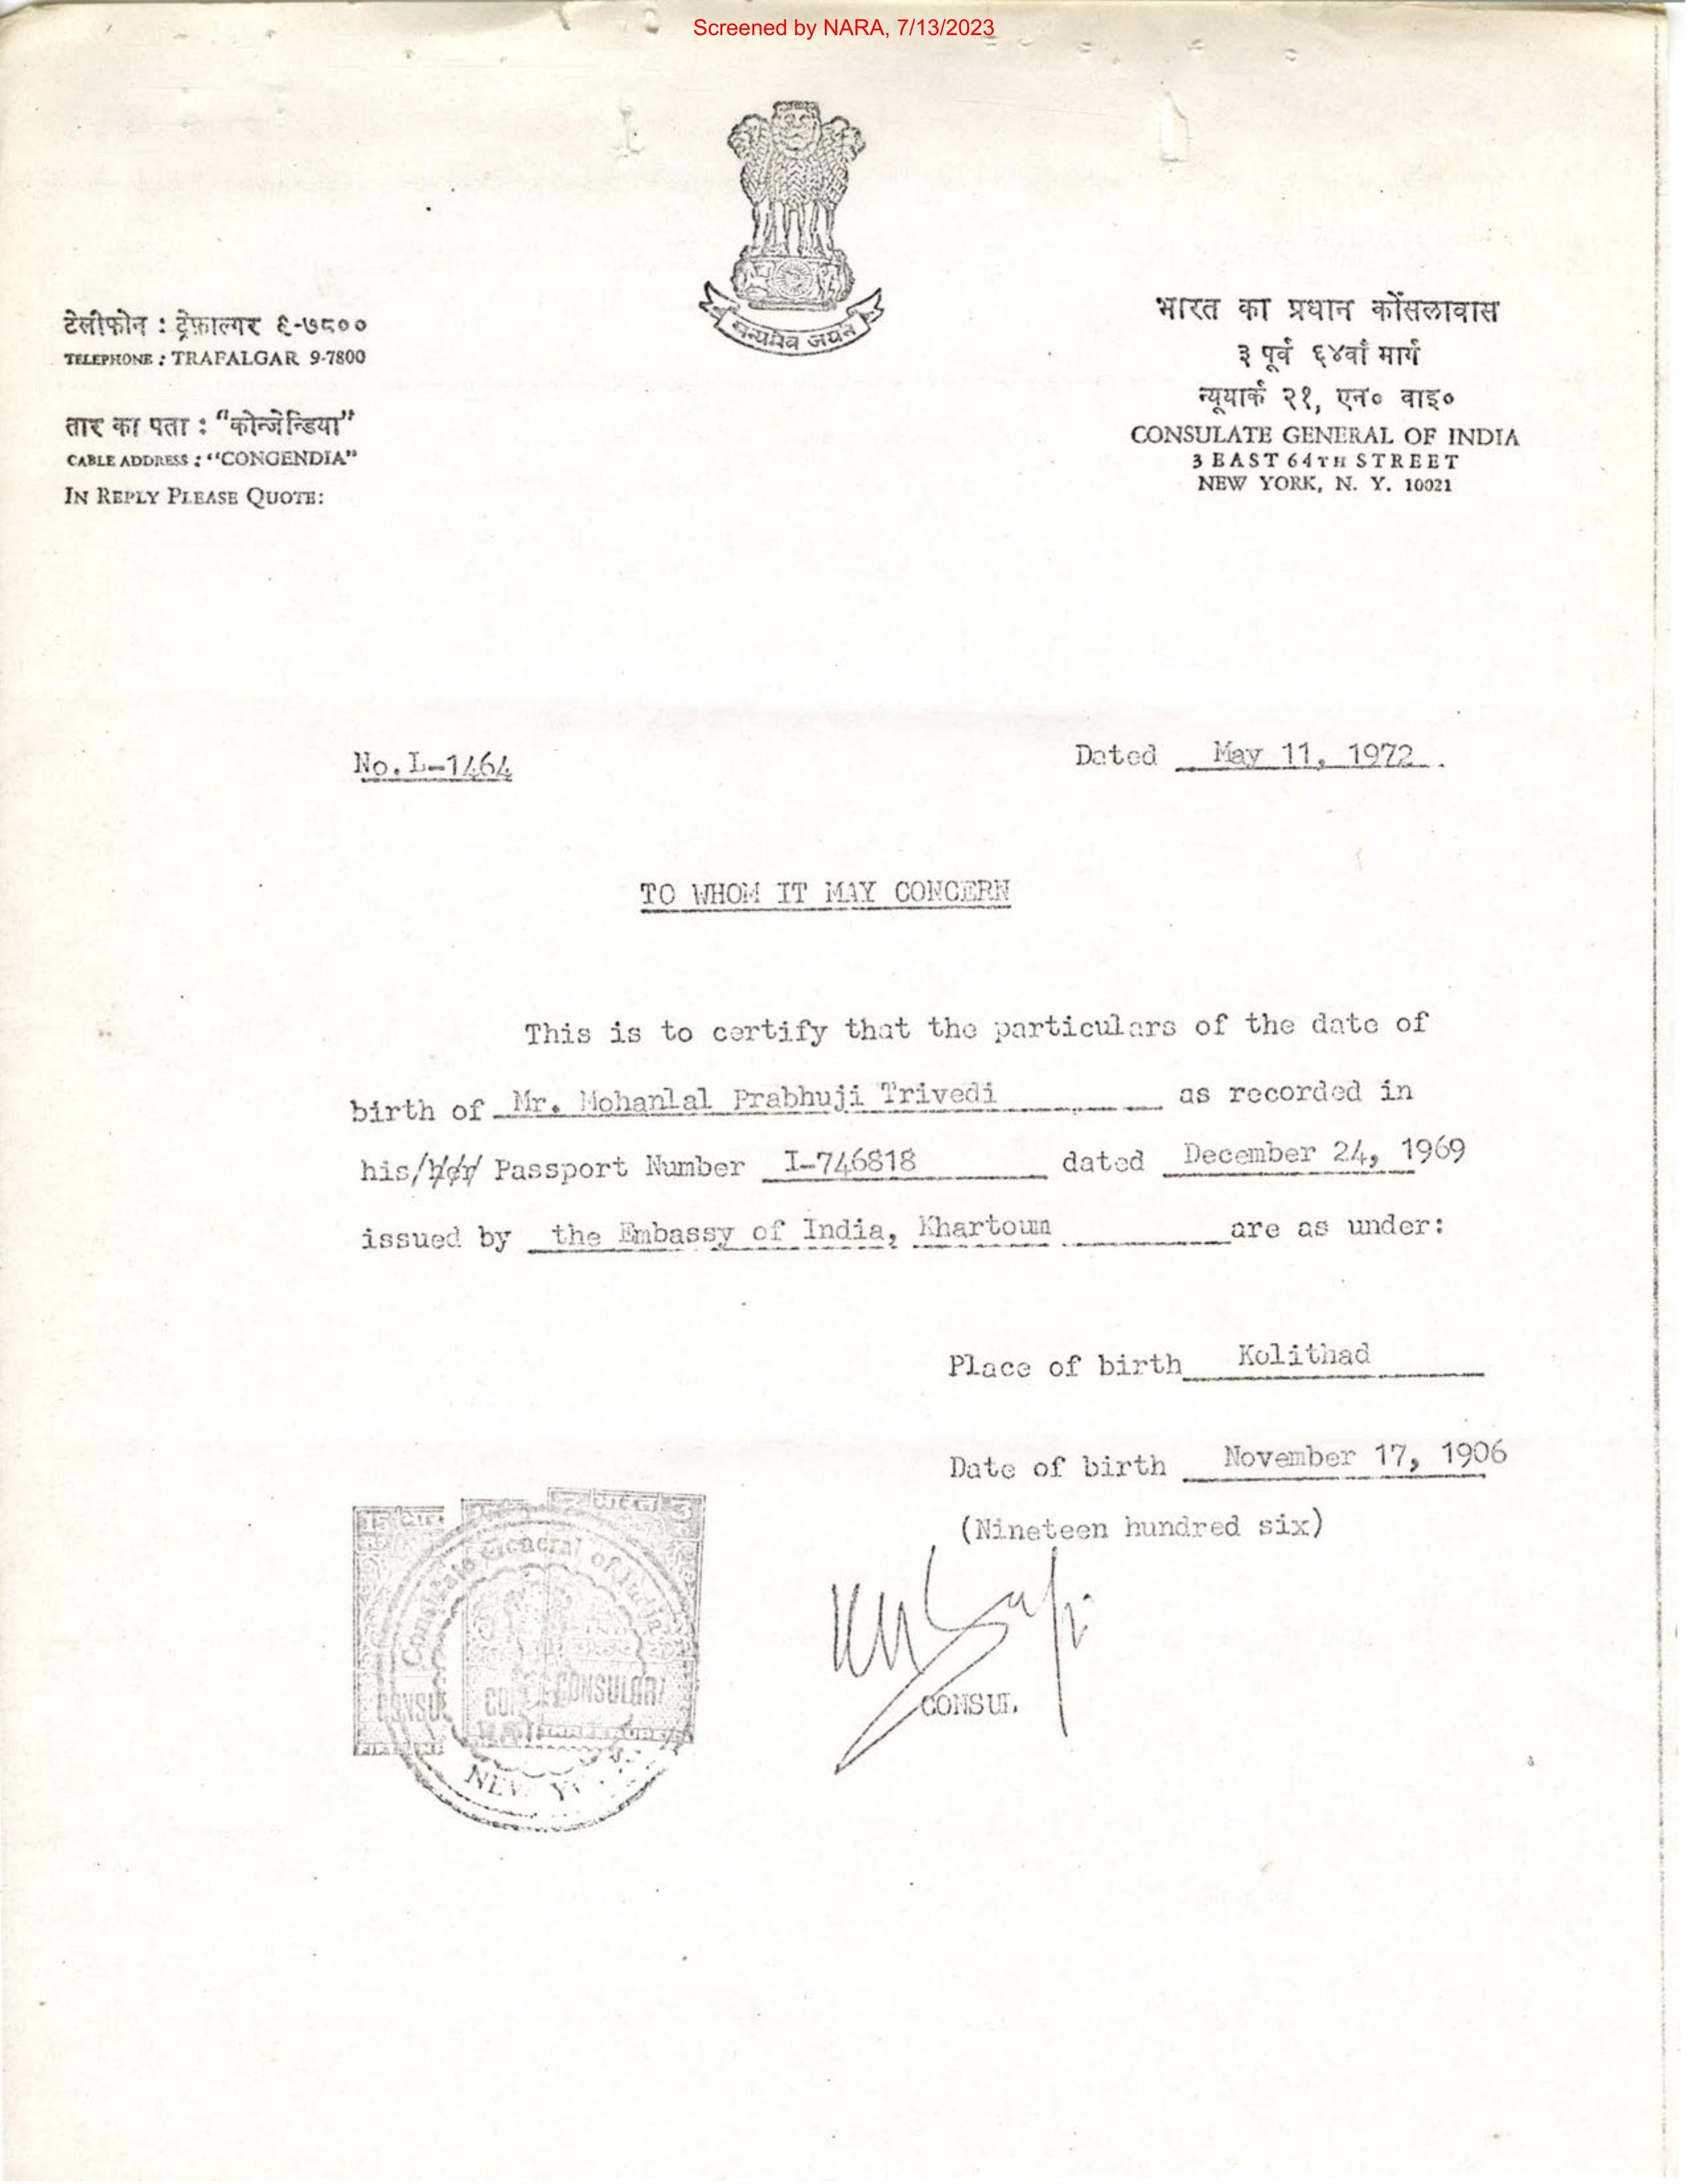 Screened by NARA, 7/13/2023
सत्यमेव जयते
टेलीफोन : ट्रेफ़ाल्गर ९-७८००
TELEPHONE : TRAFALGAR 9-7800
तार का पता : “कोन्जेन्डिया”
CABLE ADDRESS : “CONGENDIA”
IN REPLY PLEASE QUOTE:
भारत का प्रधान कोंसलावास
३ पूर्व ६४वाँ मार्ग
न्यूयार्क २१, एन० वाइ०
CONSULATE GENERAL OF INDIA
3 EAST 64TH STREET
NEW YORK, N. Y. 10021
No. L-1464
Dated May 11, 1972.
TO WHOM IT MAY CONCERN
This is to certify that the particulars of the date of
birth of Mr. Mohanlal Prabhuji Trivedi as recorded in
his/her/ Passport Number I-746818 dated December 24, 1969
issued by the Embassy of India, Khartoum are as under:
Place of birth Kolithad
Date of birth November 17, 1906
(Nineteen hundred six)
CONSUL
Consulate General of India
CONSULAR
NEW